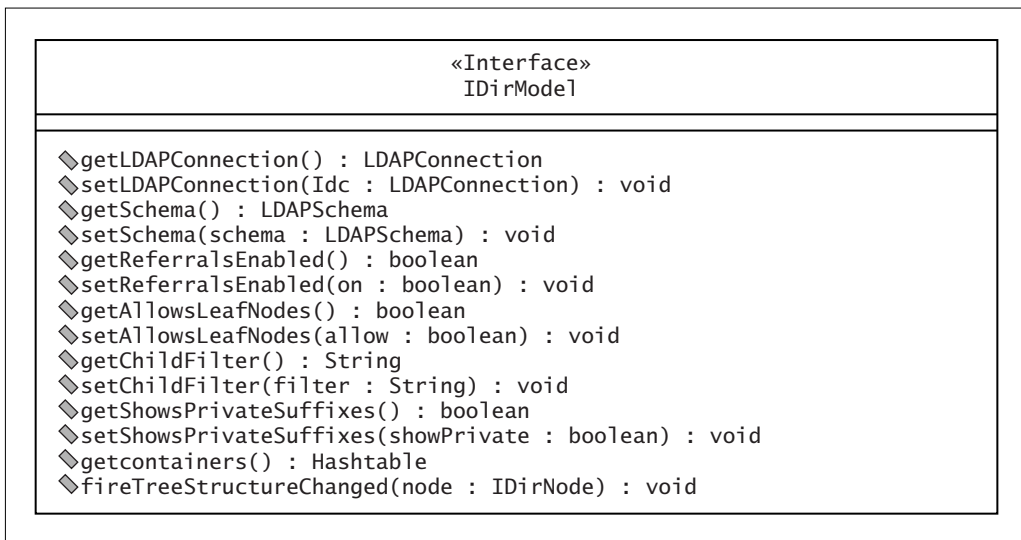 «Interface»
IDirModel
getLDAPConnection() : LDAPConnection
setLDAPConnection(Idc : LDAPConnection) : void
getSchema() : LDAPSchema
setSchema(schema : LDAPSchema) : void
getReferralsEnabled() : boolean
setReferralsEnabled(on : boolean) : void
getAllowsLeafNodes() : boolean
setAllowsLeafNodes(allow : boolean) : void
getChildFilter() : String
setChildFilter(filter : String) : void
getShowsPrivateSuffixes() : boolean
setShowsPrivateSuffixes(showPrivate : boolean) : void
getcontainers() : Hashtable
fireTreeStructureChanged(node : IDirNode) : void